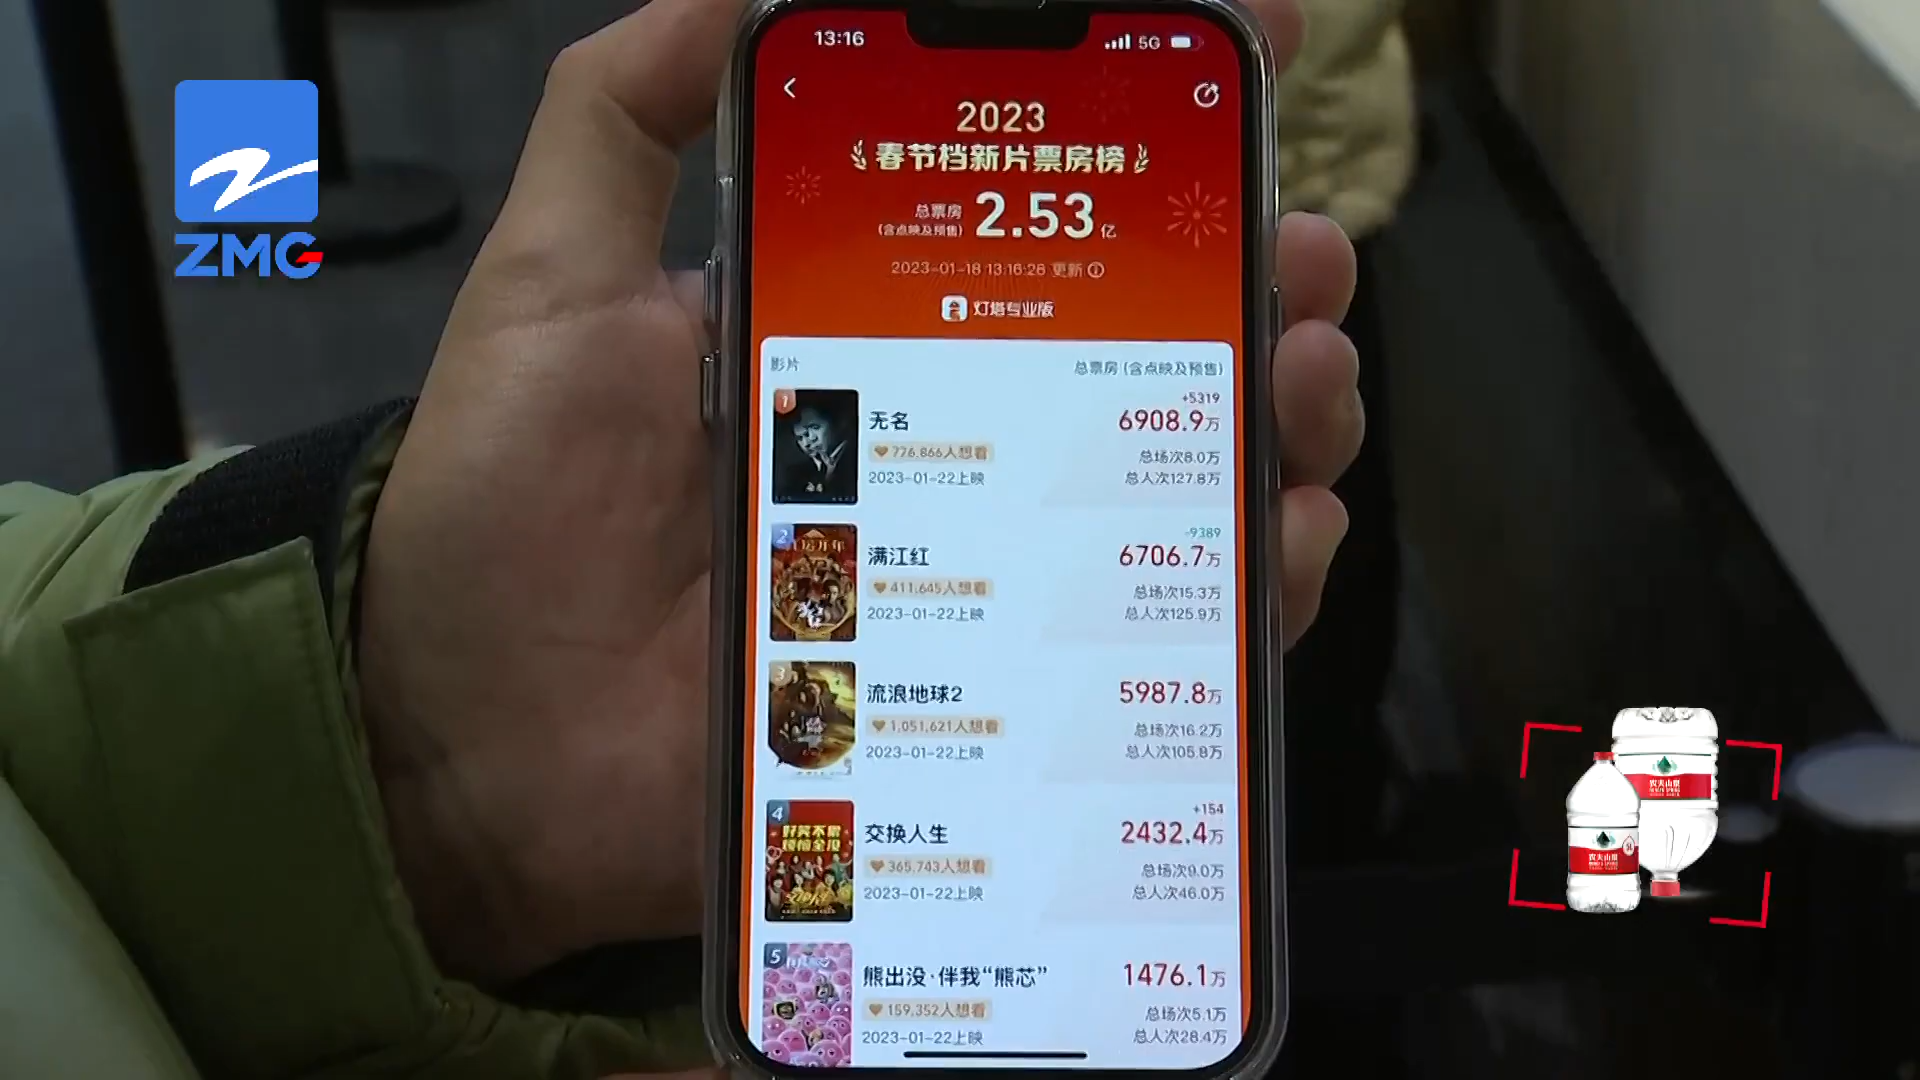 ZMG
13:16
5G
2023
春节档新片票房榜
总票房
(含点映及预售)
2.53亿
2023-01-18 13:16:28 更新
灯塔专业版
影片
总票房 (含点映及预售)
1
无名
776,866人想看
2023-01-22上映
+5319
6908.9万
总场次8.0万
总人次127.8万
2
满江红
411,645人想看
2023-01-22上映
-9389
6706.7万
总场次15.3万
总人次125.9万
3
流浪地球2
1,051,621人想看
2023-01-22上映
5987.8万
总场次16.2万
总人次105.8万
4
交换人生
365,743人想看
2023-01-22上映
+154
2432.4万
总场次9.0万
总人次46.0万
5
熊出没·伴我“熊芯”
159,352人想看
2023-01-22上映
1476.1万
总场次5.1万
总人次28.4万
农夫山泉
农夫山泉